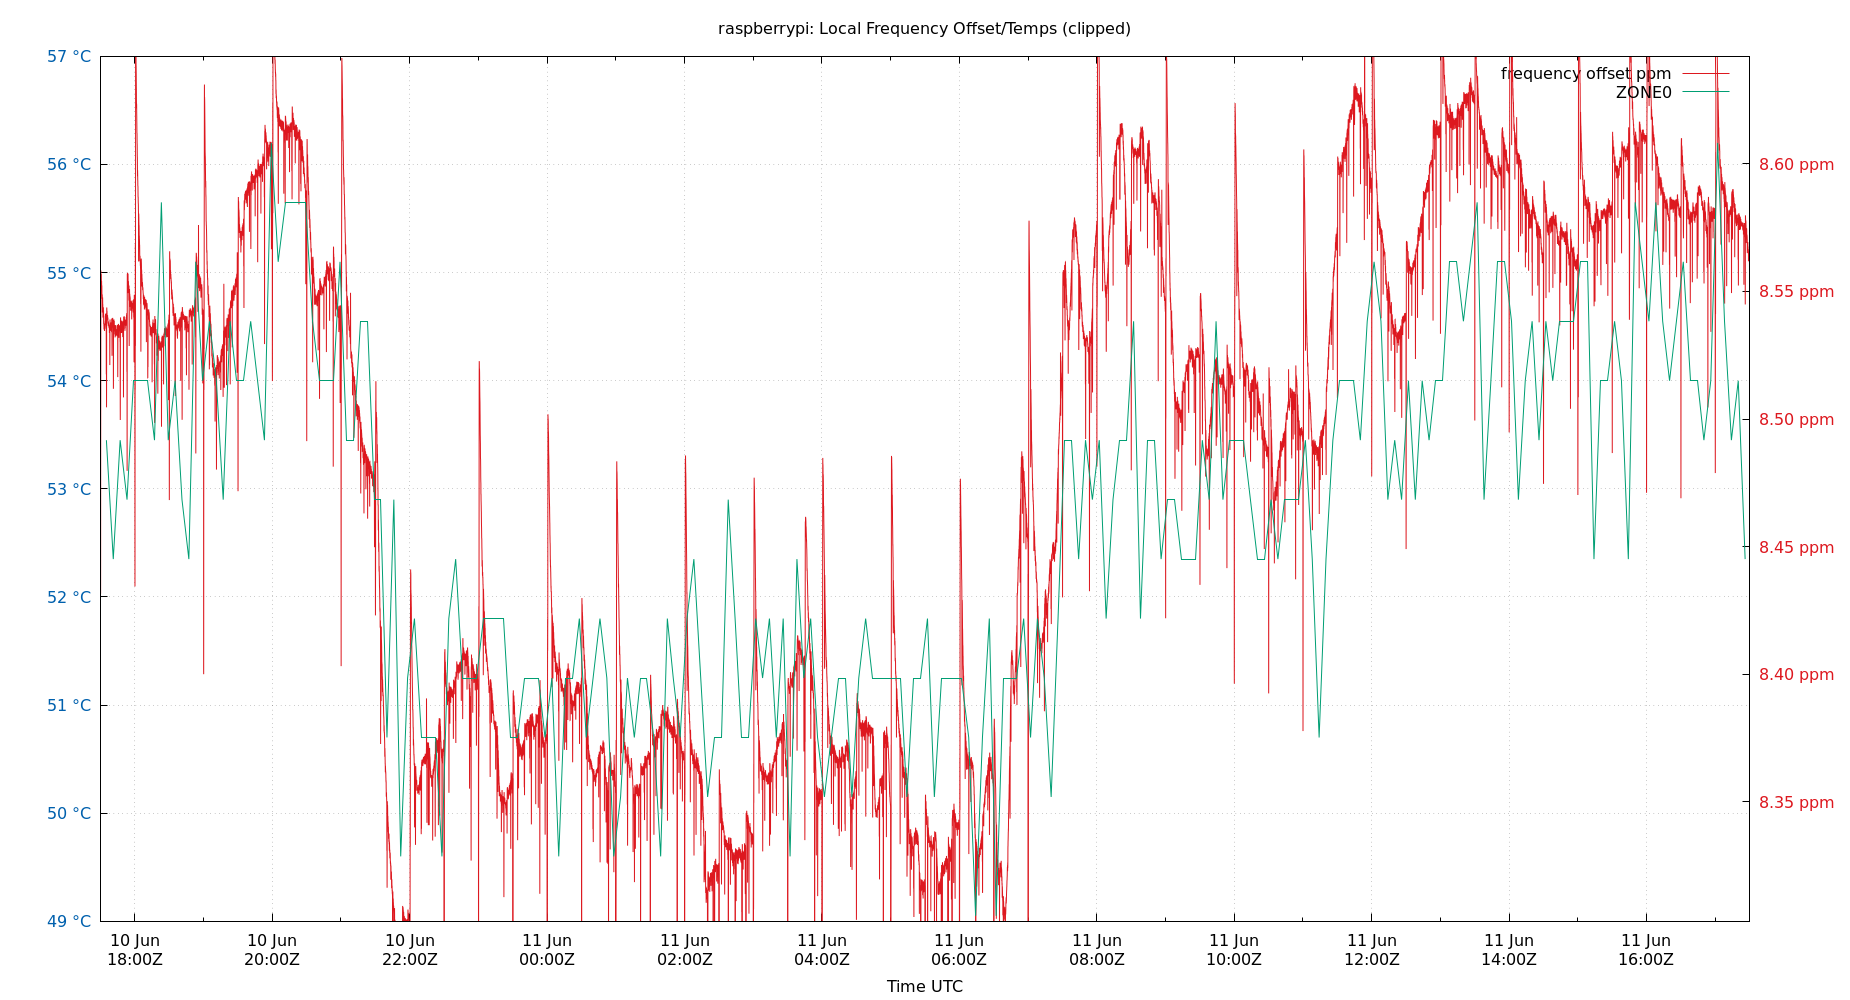 raspberrypi: Local Frequency Offset/Temps (clipped)
57 °C
56 °C
55 °C
54 °C
53 °C
52 °C
51 °C
50 °C
49 °C
frequency offset ppm
ZONE0
8.60 ppm
8.55 ppm
8.50 ppm
8.45 ppm
8.40 ppm
8.35 ppm
10 Jun 10 Jun 10 Jun 11 Jun 11 Jun 11 Jun 11 Jun 11 Jun 11 Jun 11 Jun 11 Jun 11 Jun
18:00Z 20:00Z 22:00Z 00:00Z 02:00Z 04:00Z 06:00Z 08:00Z 10:00Z 12:00Z 14:00Z 16:00Z
Time UTC